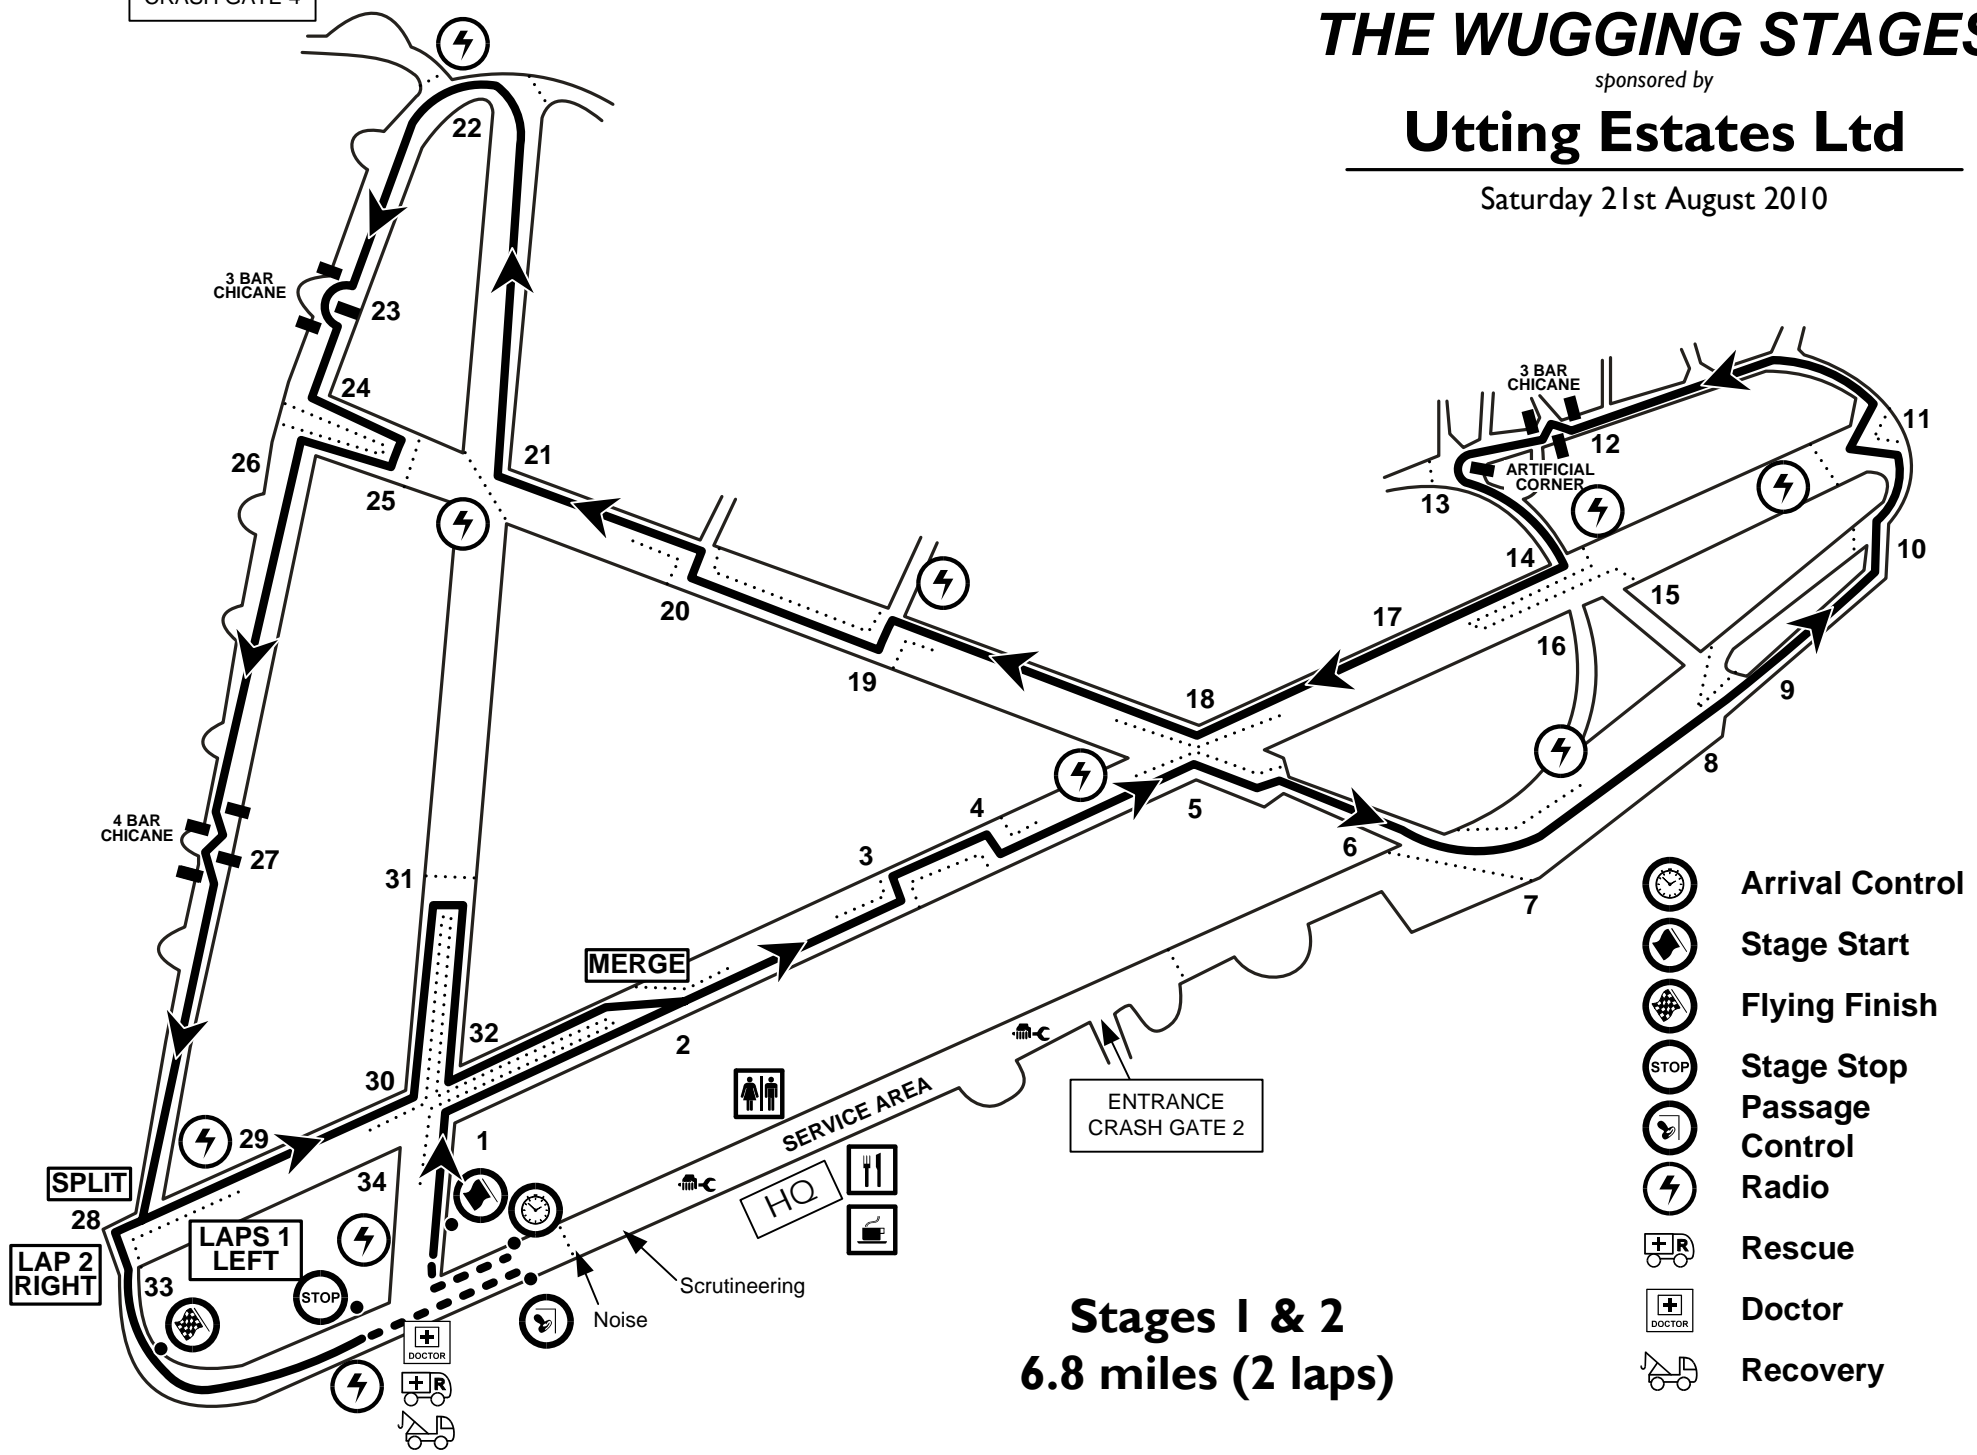 CRASH GATE 4
THE WUGGING STAGES
sponsored by
Utting Estates Ltd
Saturday 21st August 2010
22
3 BAR
CHICANE
23
24
21
26
25
20
19
18
17
3 BAR
CHICANE
12
11
ARTIFICIAL
CORNER
13
14
10
15
16
9
8
4
5
6
7
3
4 BAR
CHICANE
27
31
MERGE
32
2
30
29
1
SPLIT
28
34
LAPS 1
LEFT
LAP 2
RIGHT
33
STOP
SERVICE AREA
HQ
ENTRANCE
CRASH GATE 2
Scrutineering
Noise
DOCTOR
R
Stages 1 & 2
6.8 miles (2 laps)
Arrival Control
Stage Start
Flying Finish
STOP Stage Stop
Passage
Control
Radio
R Rescue
DOCTOR Doctor
Recovery